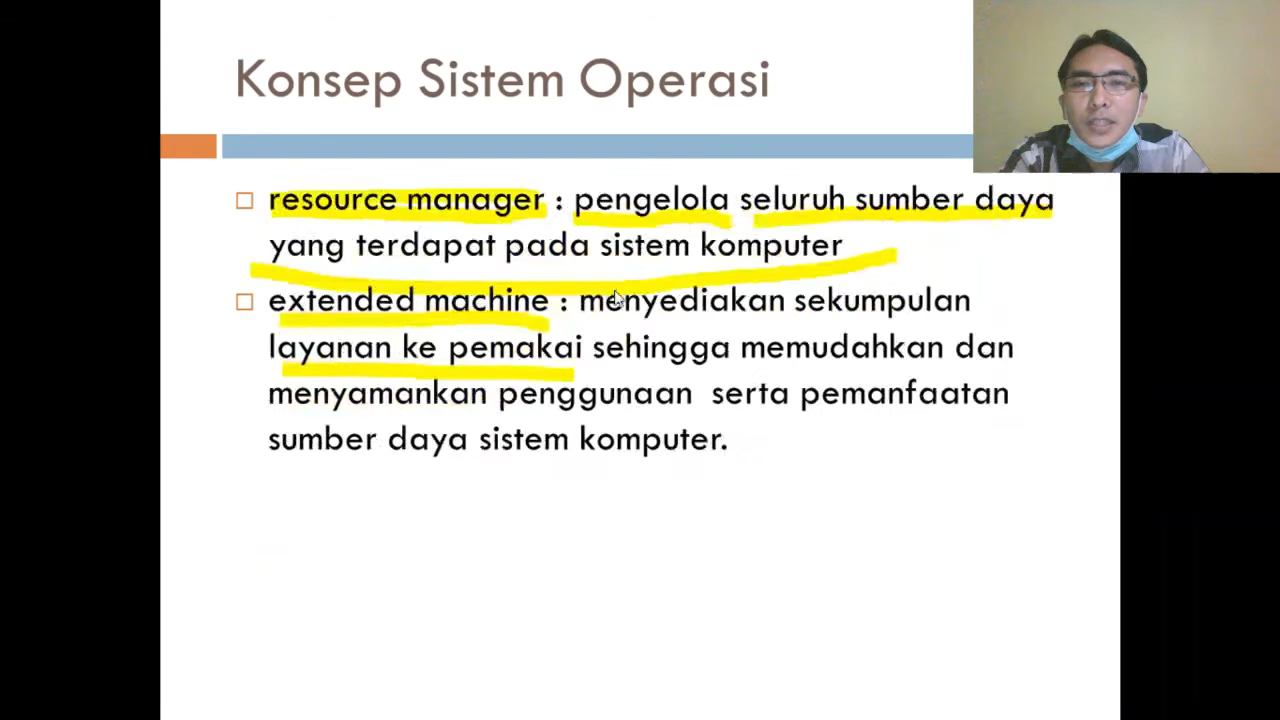 Konsep Sistem Operasi
resource manager : pengelola seluruh sumber daya
yang terdapat pada sistem komputer
extended machine : menyediakan sekumpulan
layanan ke pemakai sehingga memudahkan dan
menyamankan penggunaan serta pemanfaatan
sumber daya sistem komputer.